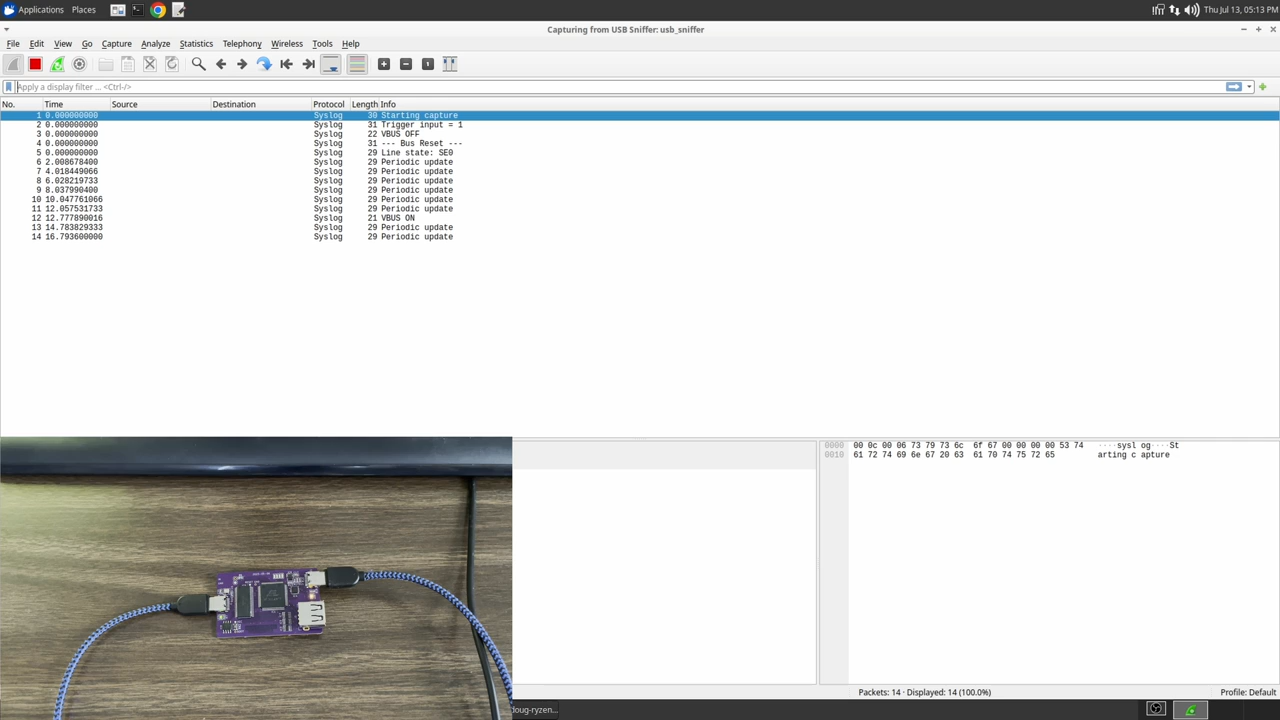 Applications Places Thu Jul 13, 05:13 PM
Capturing from USB Sniffer: usb_sniffer
File Edit View Go Capture Analyze Statistics Telephony Wireless Tools Help
Apply a display filter ... <Ctrl-/>
No. Time Source Destination Protocol Length Info
1 0.000000000 Syslog 30 Starting capture
2 0.000000000 Syslog 31 Trigger input = 1
3 0.000000000 Syslog 22 VBUS OFF
4 0.000000000 Syslog 31 --- Bus Reset ---
5 0.000000000 Syslog 29 Line state: SE0
6 2.008678400 Syslog 29 Periodic update
7 4.018449066 Syslog 29 Periodic update
8 6.028219733 Syslog 29 Periodic update
9 8.037990400 Syslog 29 Periodic update
10 10.047761066 Syslog 29 Periodic update
11 12.057531733 Syslog 29 Periodic update
12 12.777890016 Syslog 21 VBUS ON
13 14.783829333 Syslog 29 Periodic update
14 16.793600000 Syslog 29 Periodic update
0000 00 0c 00 06 73 79 73 6c 6f 67 00 00 00 00 53 74 ····sysl og····St
0010 61 72 74 69 6e 67 20 63 61 70 74 75 72 65 arting c apture
Packets: 14 · Displayed: 14 (100.0%) Profile: Default
doug-ryzen...